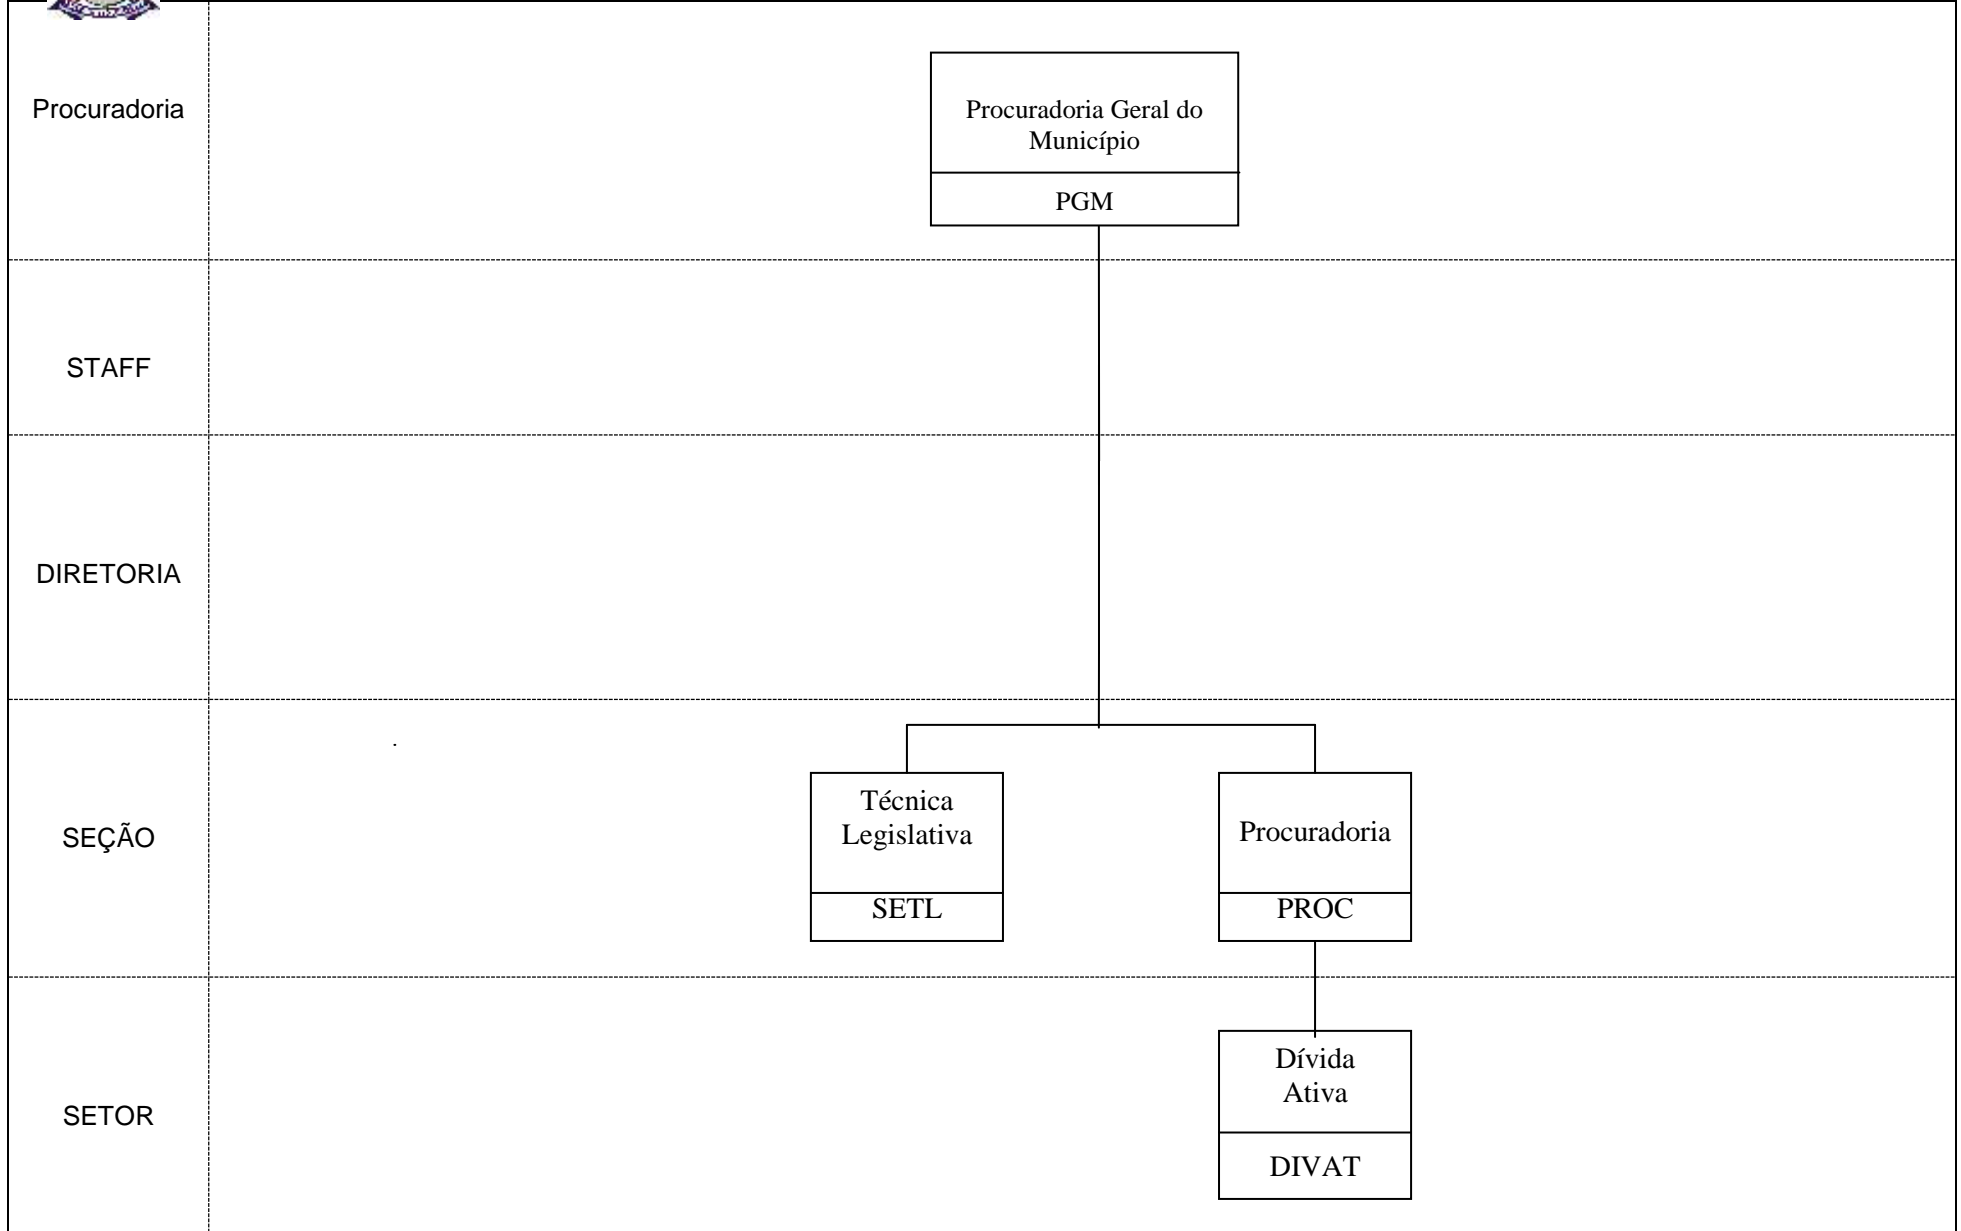 Procuradoria
Procuradoria Geral do
Município
PGM
STAFF
DIRETORIA
SEÇÃO
Técnica
Legislativa
SETL
Procuradoria
PROC
SETOR
Dívida
Ativa
DIVAT